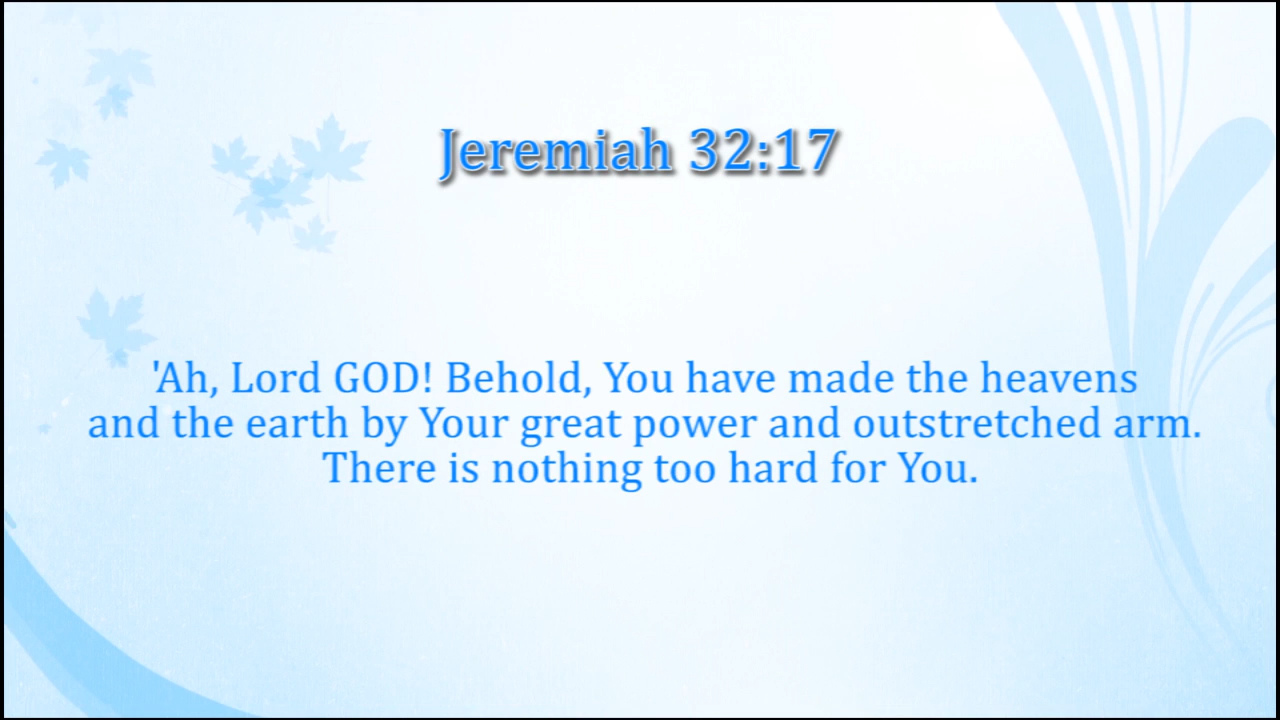 Jeremiah 32:17
'Ah, Lord GOD! Behold, You have made the heavens
and the earth by Your great power and outstretched arm.
There is nothing too hard for You.